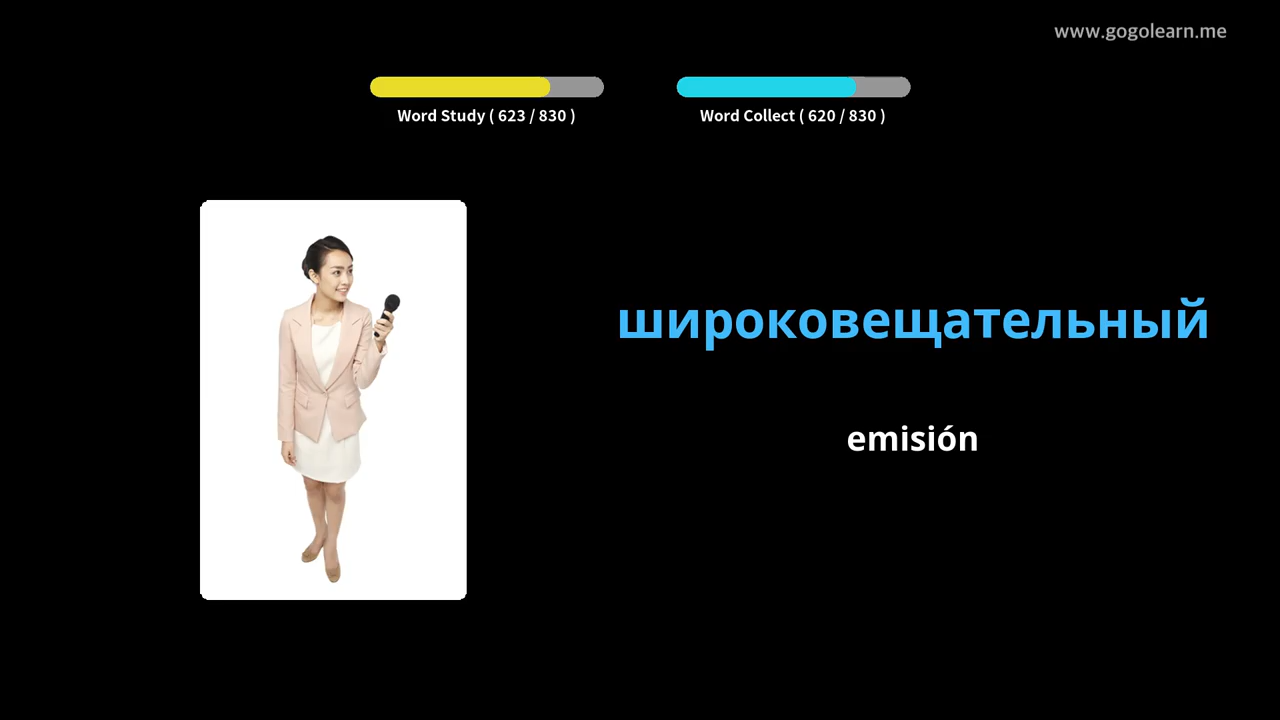 www.gogolearn.me
Word Study ( 623 / 830 )
Word Collect ( 620 / 830 )
широковещательный
emisión